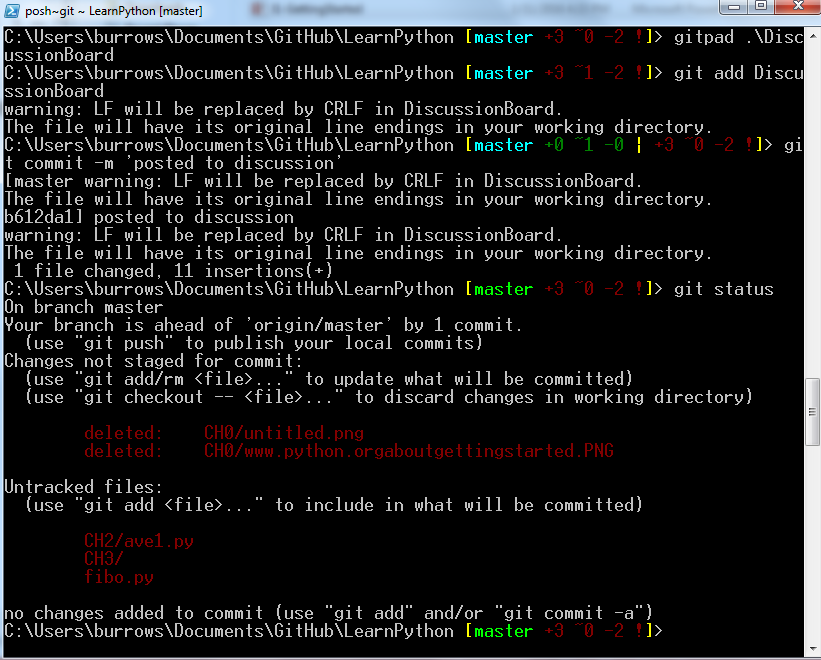 posh~git ~ LearnPython [master]
C:\Users\burrows\Documents\GitHub\LearnPython [master +3 ~0 -2 !]> gitpad .\Disc
ussionBoard
C:\Users\burrows\Documents\GitHub\LearnPython [master +3 ~1 -2 !]> git add Discu
ssionBoard
warning: LF will be replaced by CRLF in DiscussionBoard.
The file will have its original line endings in your working directory.
C:\Users\burrows\Documents\GitHub\LearnPython [master +0 ~1 -0 | +3 ~0 -2 !]> gi
t commit -m 'posted to discussion'
[master warning: LF will be replaced by CRLF in DiscussionBoard.
The file will have its original line endings in your working directory.
b612da1] posted to discussion
warning: LF will be replaced by CRLF in DiscussionBoard.
The file will have its original line endings in your working directory.
 1 file changed, 11 insertions(+)
C:\Users\burrows\Documents\GitHub\LearnPython [master +3 ~0 -2 !]> git status
On branch master
Your branch is ahead of 'origin/master' by 1 commit.
  (use "git push" to publish your local commits)
Changes not staged for commit:
  (use "git add/rm <file>..." to update what will be committed)
  (use "git checkout -- <file>..." to discard changes in working directory)
        deleted:    CH0/untitled.png
        deleted:    CH0/www.python.orgaboutgettingstarted.PNG
Untracked files:
  (use "git add <file>..." to include in what will be committed)
        CH2/ave1.py
        CH3/
        fibo.py
no changes added to commit (use "git add" and/or "git commit -a")
C:\Users\burrows\Documents\GitHub\LearnPython [master +3 ~0 -2 !]>